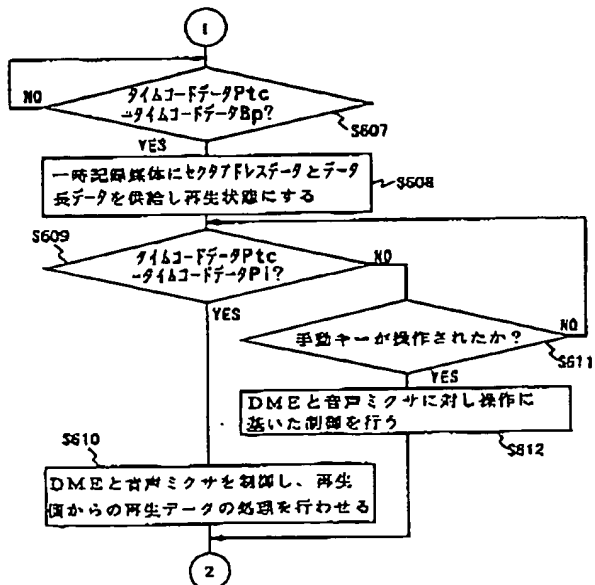 1
タイムコードデータPtc
=タイムコードデータBp?
NO
S607
YES
一時記録媒体にセクタアドレスデータとデータ
長データを供給し再生状態にする
S608
S609
タイムコードデータPtc
=タイムコードデータPi?
NO
YES
手動キーが操作されたか?
NO
S611
YES
DMEと音声ミクサに対し操作に
基いた制御を行う
S612
S610
DMEと音声ミクサを制御し、再生
側からの再生データの処理を行わせる
2